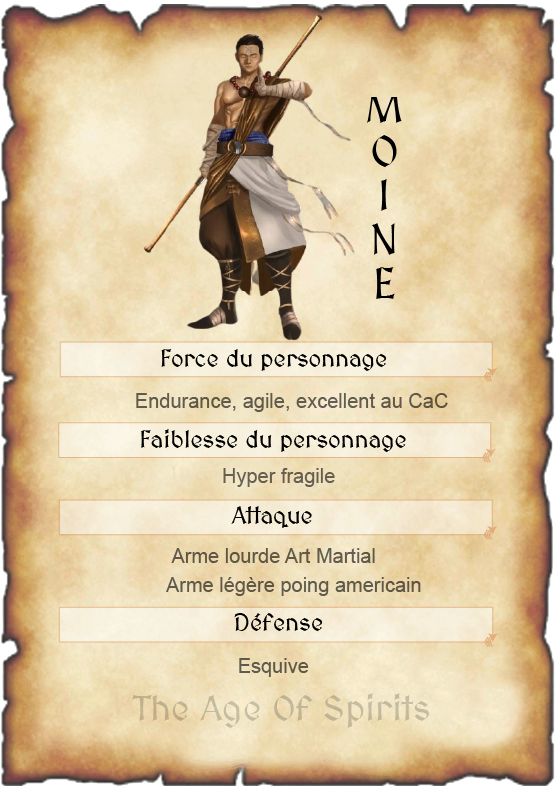 MOINE
Force du personnage
Endurance, agile, excellent au CaC
Faiblesse du personnage
Hyper fragile
Attaque
Arme lourde Art Martial
Arme légère poing americain
Défense
Esquive
The Age Of Spirits